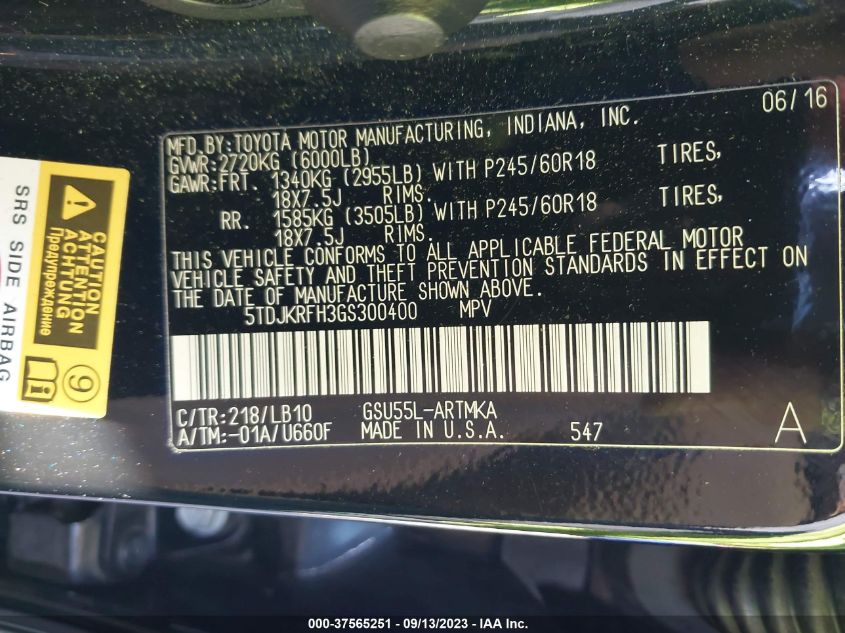 06/16
MFD.BY:TOYOTA MOTOR MANUFACTURING, INDIANA, INC.
GVWR:2720KG (6000LB)
GAWR:FRT. 1340KG (2955LB) WITH P245/60R18 TIRES,
18X7.5J RIMS.
RR. 1585KG (3505LB) WITH P245/60R18 TIRES,
18X7.5J RIMS.
THIS VEHICLE CONFORMS TO ALL APPLICABLE FEDERAL MOTOR
VEHICLE SAFETY AND THEFT PREVENTION STANDARDS IN EFFECT ON
THE DATE OF MANUFACTURE SHOWN ABOVE.
5TDJKRFH3GS300400 MPV
C/TR:218/LB10 GSU55L-ARTMKA
A/TM:-01A/U660F MADE IN U.S.A. 547 A
CAUTION
ATTENTION
ACHTUNG
Предупреждение
SRS SIDE AIRBAG
9
000-37565251 - 09/13/2023 - IAA Inc.